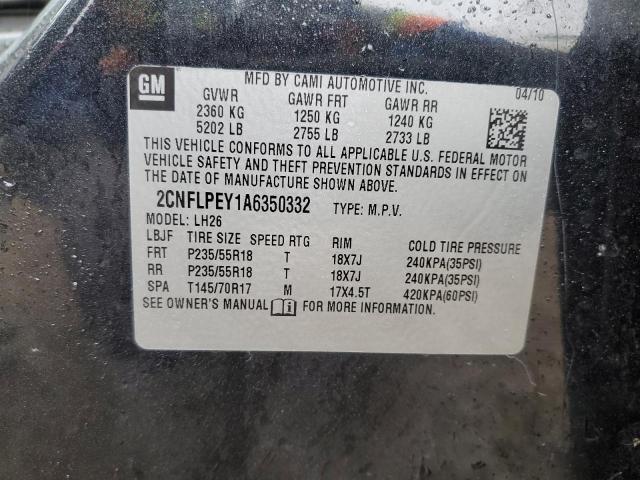 GM
MFD BY CAMI AUTOMOTIVE INC.
04/10
GVWR GAWR FRT GAWR RR
2360 KG 1250 KG 1240 KG
5202 LB 2755 LB 2733 LB
THIS VEHICLE CONFORMS TO ALL APPLICABLE U.S. FEDERAL MOTOR
VEHICLE SAFETY AND THEFT PREVENTION STANDARDS IN EFFECT ON
THE DATE OF MANUFACTURE SHOWN ABOVE.
2CNFLPEY1A6350332 TYPE: M.P.V.
MODEL: LH26
LBJF TIRE SIZE SPEED RTG RIM COLD TIRE PRESSURE
FRT P235/55R18 T 18X7J 240KPA(35PSI)
RR P235/55R18 T 18X7J 240KPA(35PSI)
SPA T145/70R17 M 17X4.5T 420KPA(60PSI)
SEE OWNER'S MANUAL FOR MORE INFORMATION.